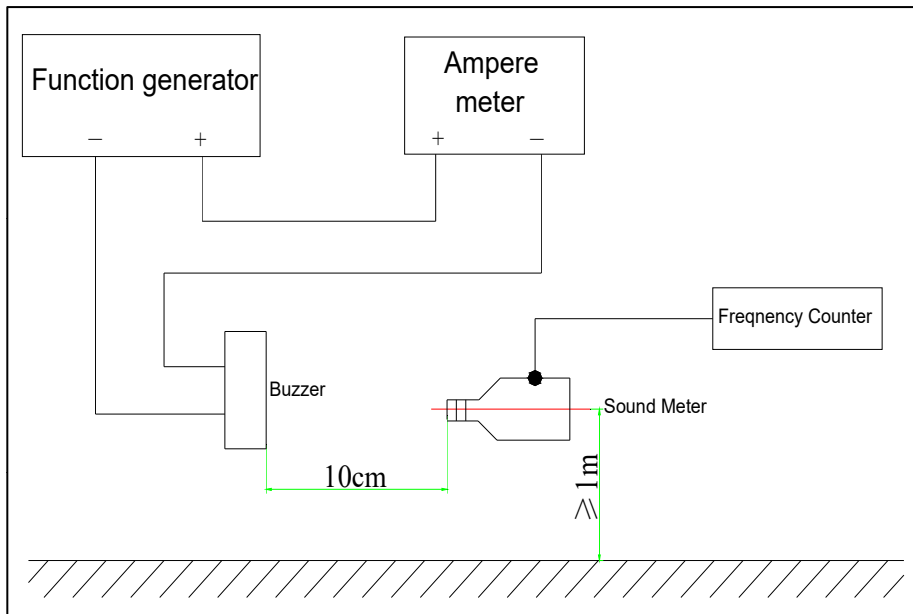 Function generator
− +
Ampere
meter
+ −
Freqnency Counter
Buzzer
Sound Meter
10cm
≥1m